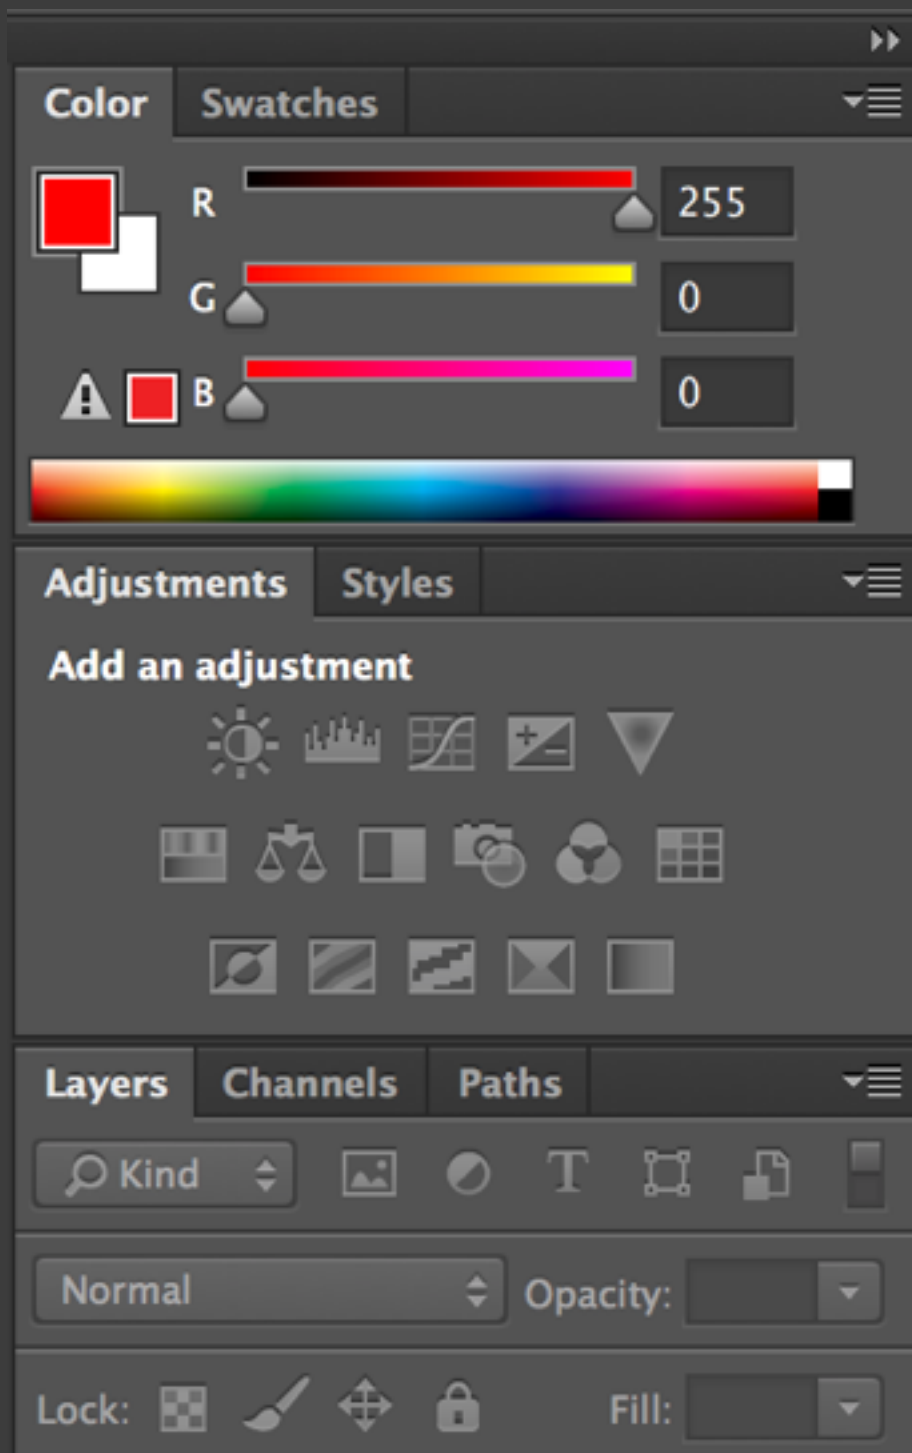 Color Swatches
R 255
G 0
B 0
Adjustments Styles
Add an adjustment
Layers Channels Paths
Kind T
Normal Opacity:
Lock: Fill: